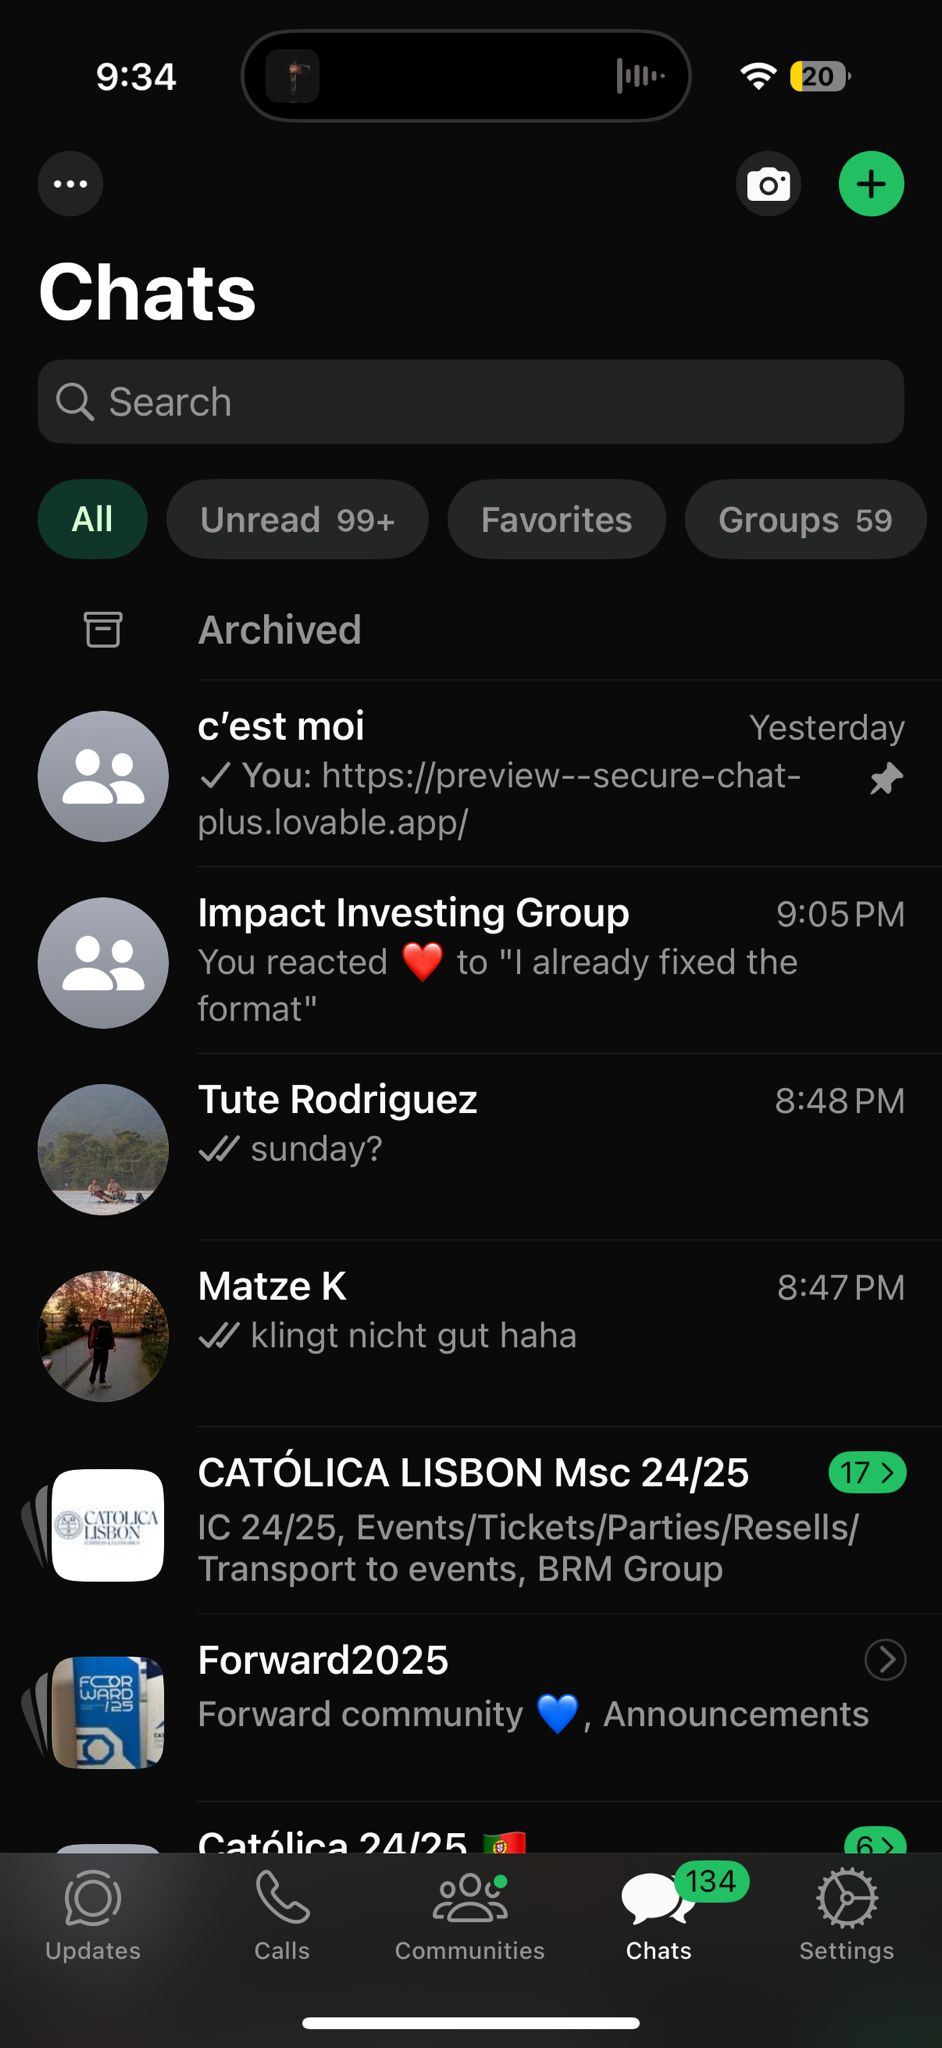 9:34
20
Chats
Search
All
Unread 99+
Favorites
Groups 59
Archived
c’est moi
Yesterday
You: https://preview--secure-chat-
plus.lovable.app/
Impact Investing Group
9:05 PM
You reacted ❤️ to "I already fixed the
format"
Tute Rodriguez
8:48 PM
sunday?
Matze K
8:47 PM
klingt nicht gut haha
CATÓLICA LISBON Msc 24/25
17
CATOLICA
LISBON
IC 24/25, Events/Tickets/Parties/Resells/
Transport to events, BRM Group
Forward2025
FOOR
WARD
/25
Forward community 💙, Announcements
Católica 24/25 🇵🇹
6
134
Updates
Calls
Communities
Chats
Settings